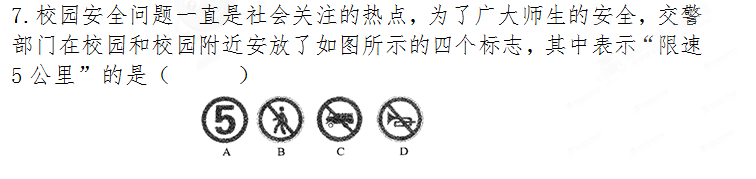 7.校园安全问题一直是社会关注的热点，为了广大师生的安全，交警
部门在校园和校园附近安放了如图所示的四个标志，其中表示“限速
5公里”的是（　　）
5
A B C D